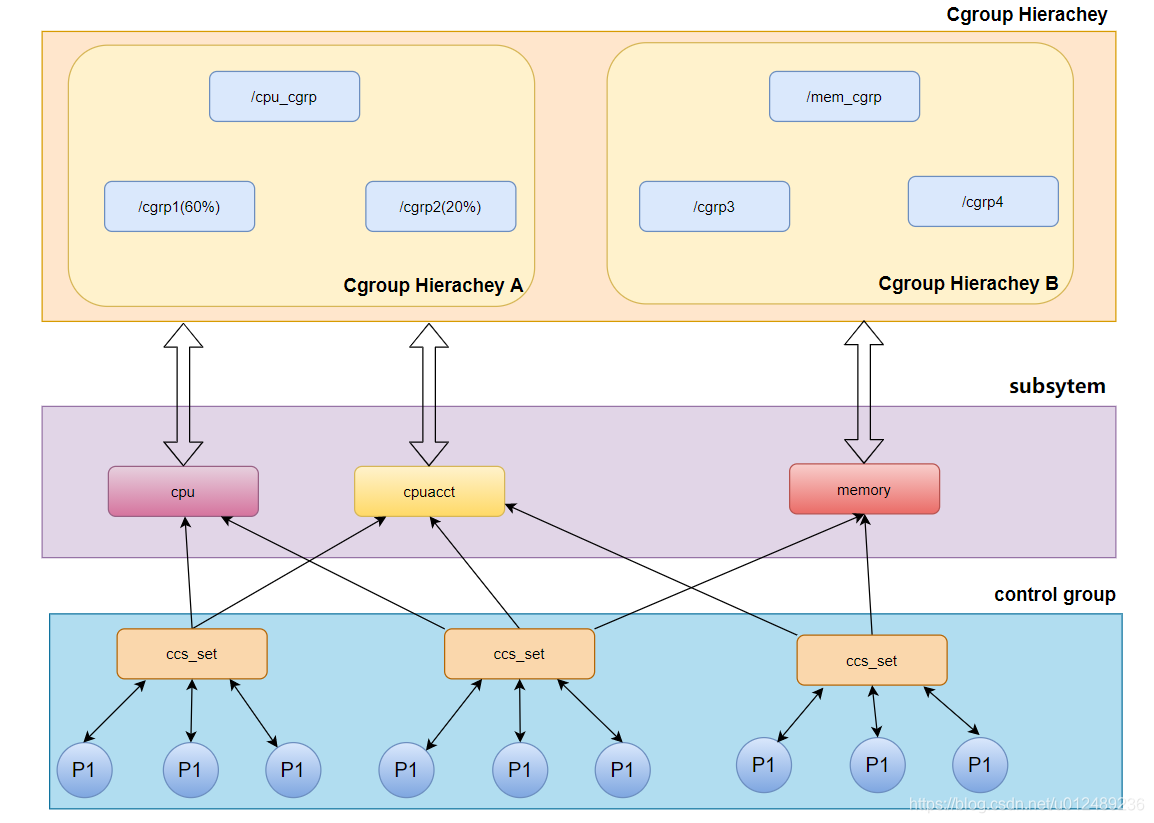 Cgroup Hierachey
/cpu_cgrp
/mem_cgrp
/cgrp1(60%)
/cgrp2(20%)
/cgrp3
/cgrp4
Cgroup Hierachey A
Cgroup Hierachey B
subsytem
cpu
cpuacct
memory
control group
ccs_set
ccs_set
ccs_set
P1
P1
P1
P1
P1
P1
P1
P1
P1
https://blog.csdn.net/u012489236